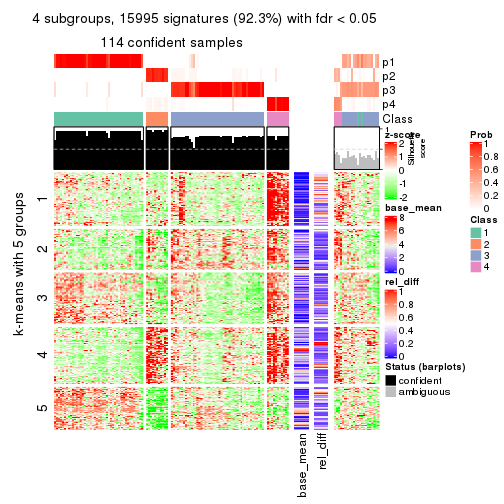 4 subgroups, 15995 signatures (92.3%) with fdr < 0.05
114 confident samples
p1
p2
p3
p4
Class
1
Silhouette
score
z-score
2
1
0
-1
-2
base_mean
8
6
4
2
0
rel_diff
1
0.8
0.6
0.4
0.2
0
Status (barplots)
confident
ambiguous
Prob
1
0.8
0.6
0.4
0.2
0
Class
1
2
3
4
k-means with 5 groups
1
2
3
4
5
base_mean
rel_diff